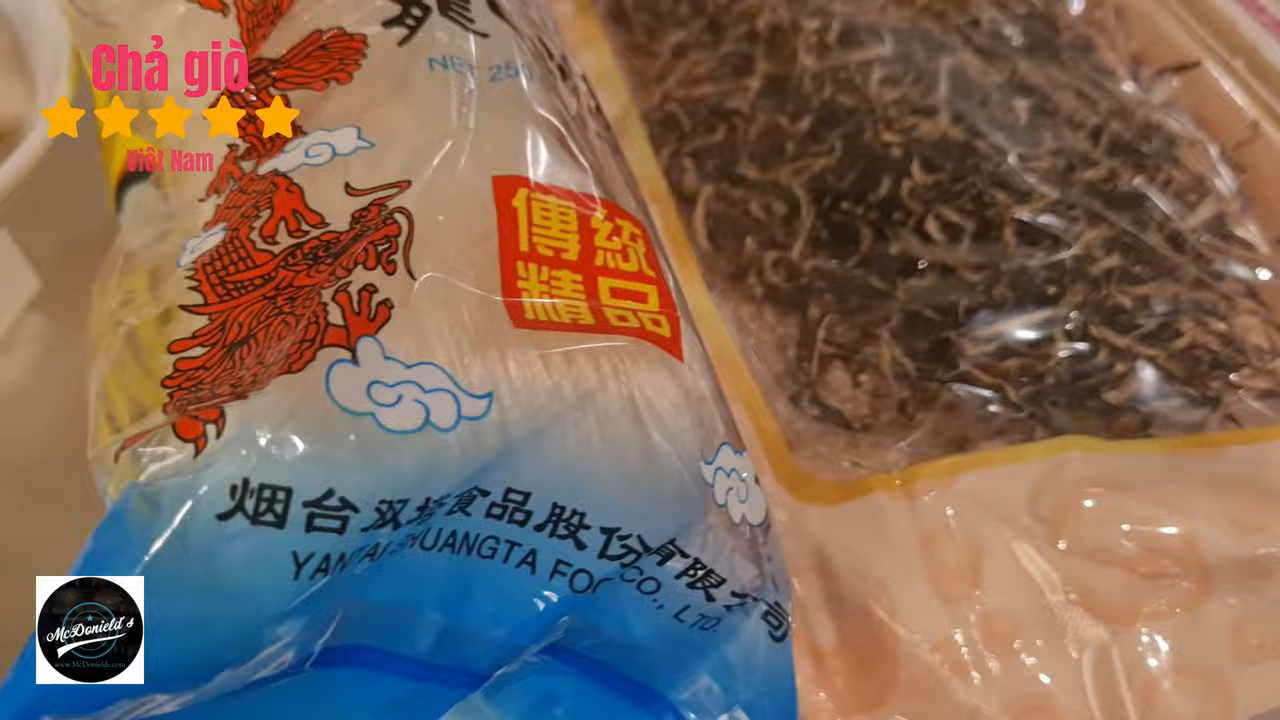 Chả giò
Việt Nam
龍
NET 250
傳統
精品
烟台双塔食品股份有限公司
YANTAI SHUANGTA FOOD CO., LTD.
McDonield's
www.McDonields.com